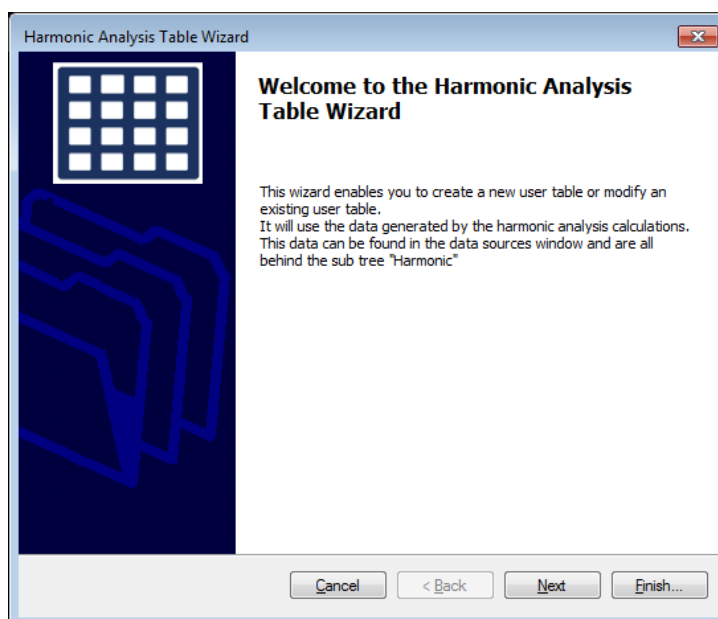 Harmonic Analysis Table Wizard
Welcome to the Harmonic Analysis
Table Wizard
This wizard enables you to create a new user table or modify an
existing user table.
It will use the data generated by the harmonic analysis calculations.
This data can be found in the data sources window and are all
behind the sub tree "Harmonic"
Cancel < Back Next Finish...